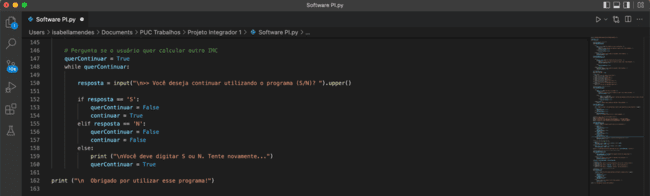 Software PI.py
Software PI.py
Users > isabellamendes > Documents > PUC Trabalhos > Projeto Integrador 1 > Software PI.py > ...
145
146 # Pergunta se o usuário quer calcular outro IMC
147 querContinuar = True
148 while querContinuar:
149
150 resposta = input("\n>> Você deseja continuar utilizando o programa (S/N)? ").upper()
151
152 if resposta == 'S':
153 querContinuar = False
154 continuar = True
155 elif resposta == 'N':
156 querContinuar = False
157 continuar = False
158 else:
159 print ("\nVocê deve digitar S ou N. Tente novamente...")
160 querContinuar = True
161
162 print ("\n Obrigado por utilizar esse programa!")
163